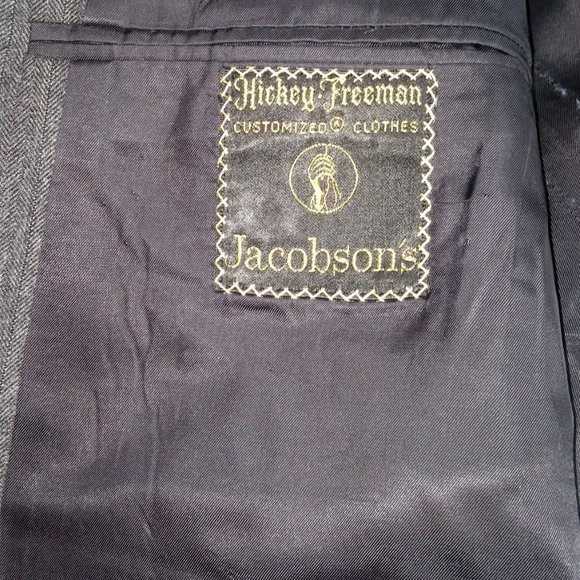 Hickey-Freeman
CUSTOMIZED ® CLOTHES
Jacobson's